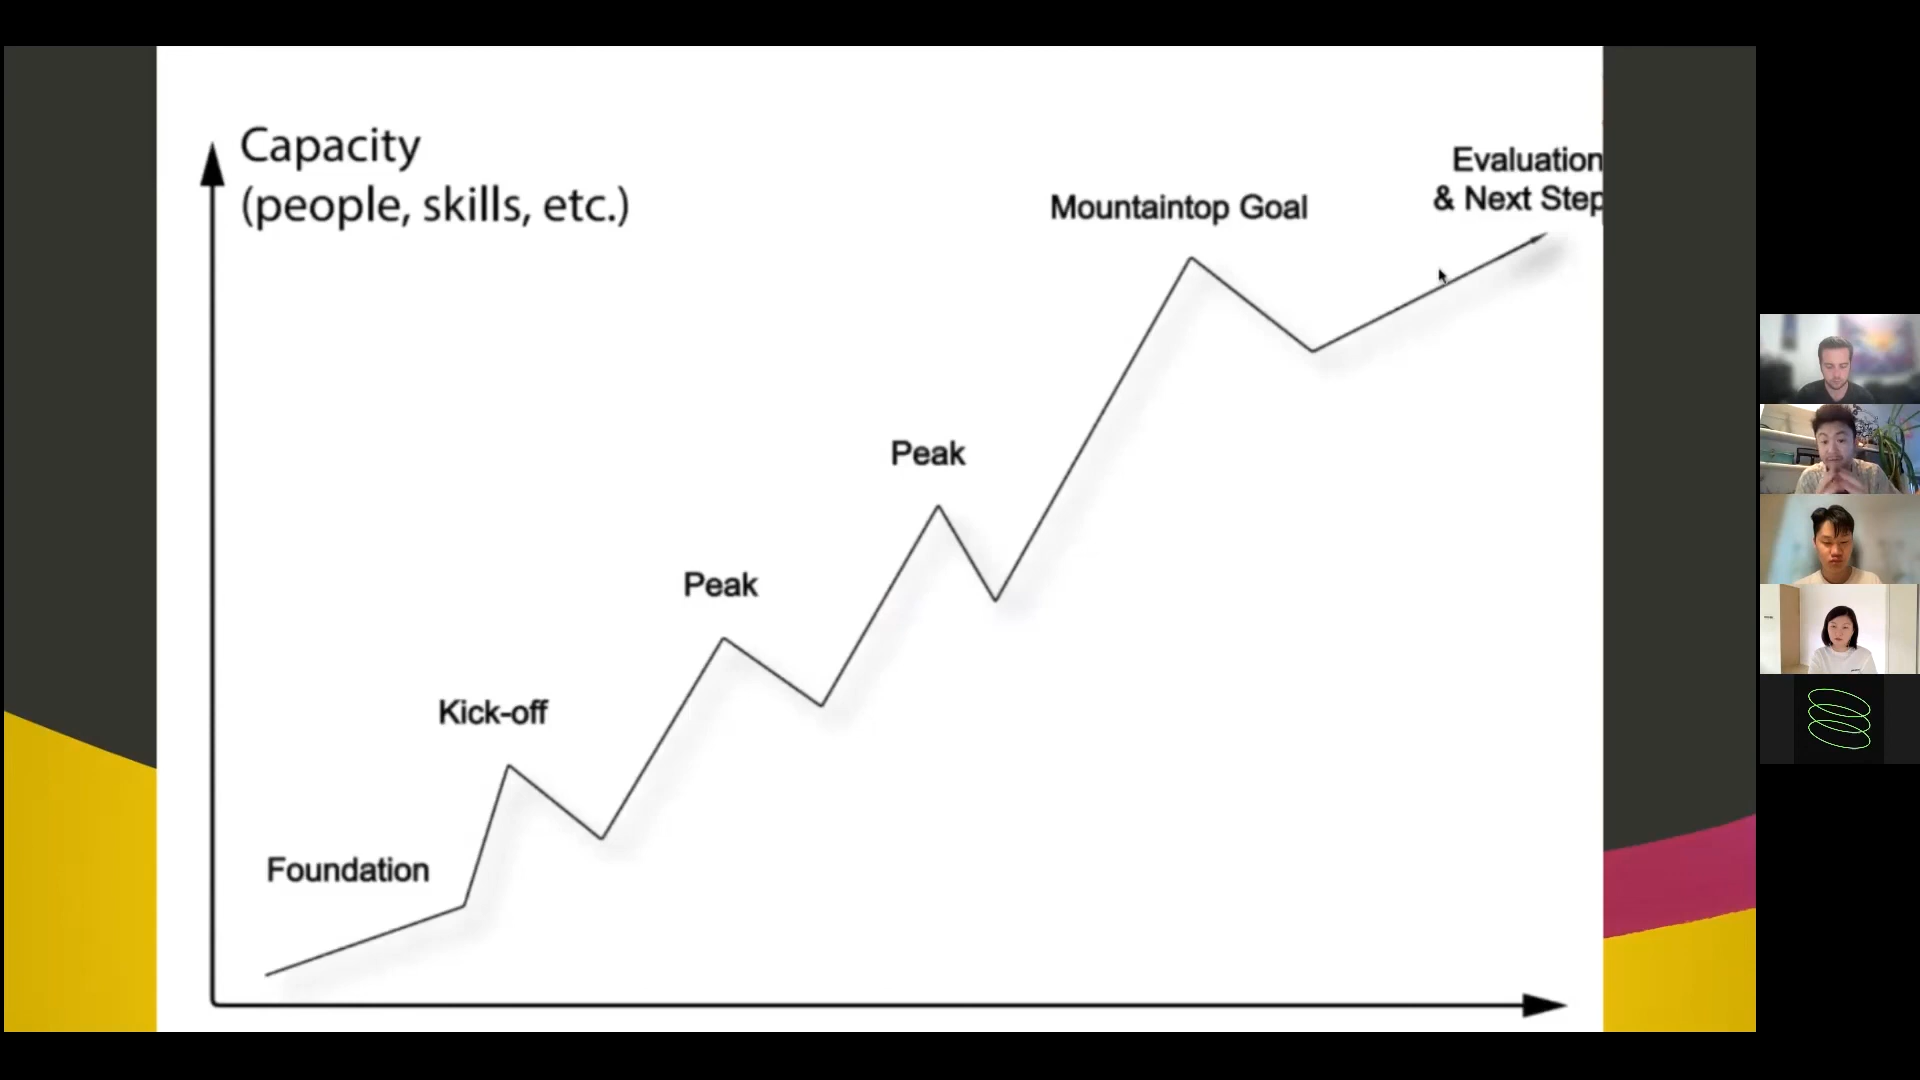 Capacity
(people, skills, etc.)
Evaluation
& Next Step
Mountaintop Goal
Peak
Peak
Kick-off
Foundation